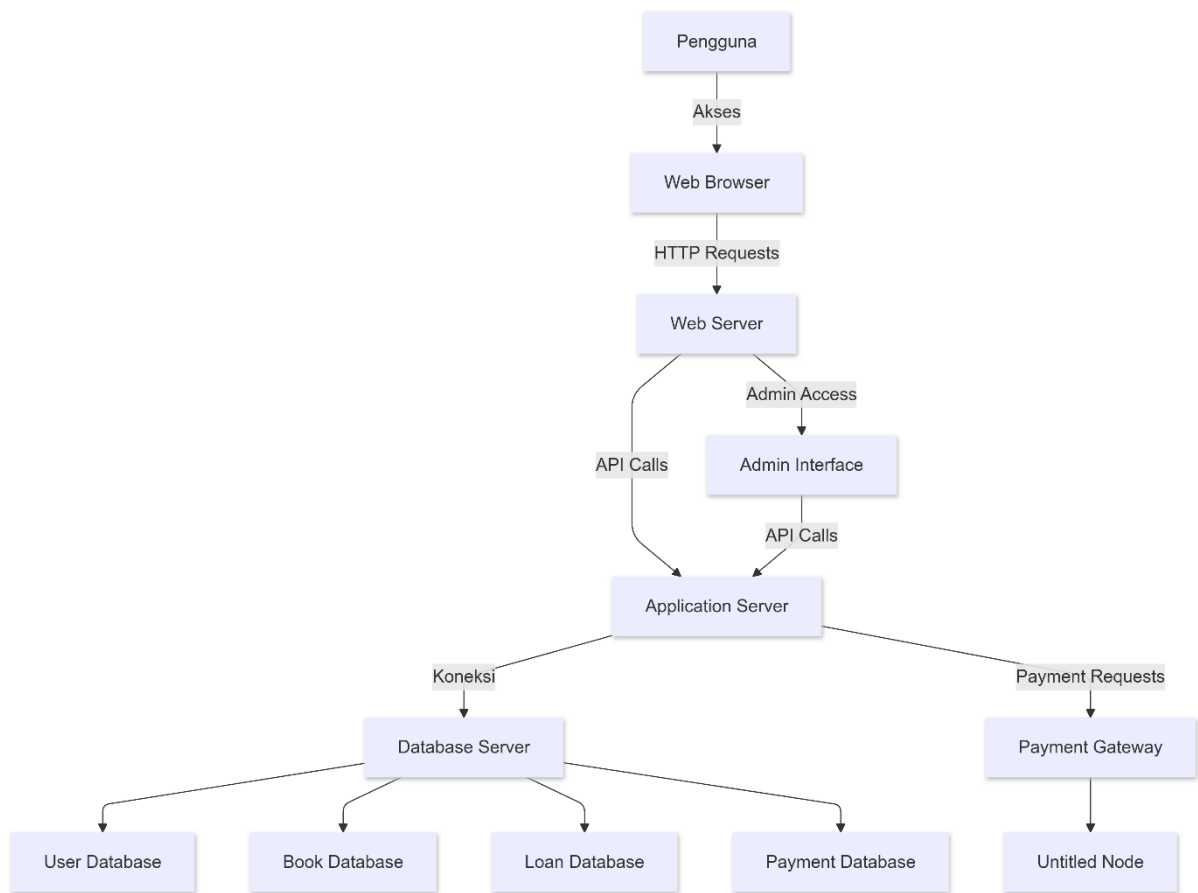 Pengguna
Akses
Web Browser
HTTP Requests
Web Server
Admin Access
API Calls
Admin Interface
API Calls
Application Server
Koneksi
Payment Requests
Database Server
Payment Gateway
User Database
Book Database
Loan Database
Payment Database
Untitled Node